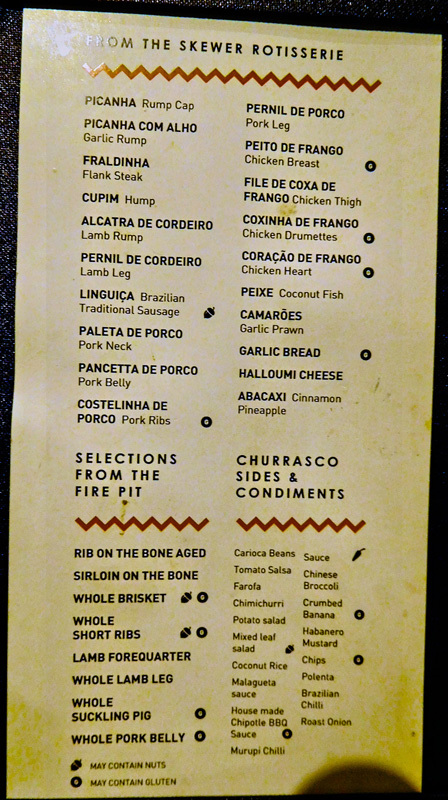 FROM THE SKEWER ROTISSERIE
PICANHA Rump Cap
PICANHA COM ALHO
Garlic Rump
FRALDINHA
Flank Steak
CUPIM Hump
ALCATRA DE CORDEIRO
Lamb Rump
PERNIL DE CORDEIRO
Lamb Leg
LINGUIÇA Brazilian
Traditional Sausage
PALETA DE PORCO
Pork Neck
PANCETTA DE PORCO
Pork Belly
COSTELINHA DE
PORCO Pork Ribs G
PERNIL DE PORCO
Pork Leg
PEITO DE FRANGO
Chicken Breast G
FILE DE COXA DE
FRANGO Chicken Thigh
COXINHA DE FRANGO
Chicken Drumettes G
CORAÇÃO DE FRANGO
Chicken Heart G
PEIXE Coconut Fish
CAMARÕES
Garlic Prawn
GARLIC BREAD G
HALLOUMI CHEESE
ABACAXI Cinnamon
Pineapple
SELECTIONS
FROM THE
FIRE PIT
RIB ON THE BONE AGED
SIRLOIN ON THE BONE
WHOLE BRISKET G
WHOLE
SHORT RIBS G
LAMB FOREQUARTER
WHOLE LAMB LEG
WHOLE
SUCKLING PIG G
WHOLE PORK BELLY G
MAY CONTAIN NUTS
G MAY CONTAIN GLUTEN
CHURRASCO
SIDES &
CONDIMENTS
Carioca Beans
Tomato Salsa
Farofa
Chimichurri
Potato salad
Mixed leaf
salad
Coconut Rice
Malagueta
sauce
House made
Chipotle BBQ
Sauce G
Murupi Chilli
Sauce
Chinese
Broccoli
Crumbed
Banana G
Habanero
Mustard
Chips G
Polenta
Brazilian
Chilli
Roast Onion